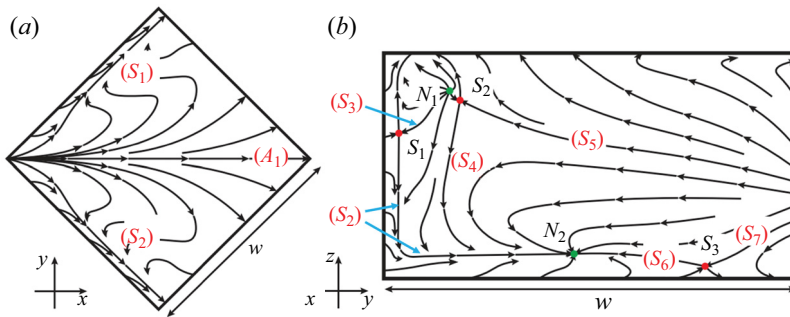 (a)
(S1)
(A1)
(S2)
w
y
x
(b)
N1
S2
(S3)
S1
(S4)
(S5)
(S2)
N2
S3
(S7)
(S6)
z
x
y
w